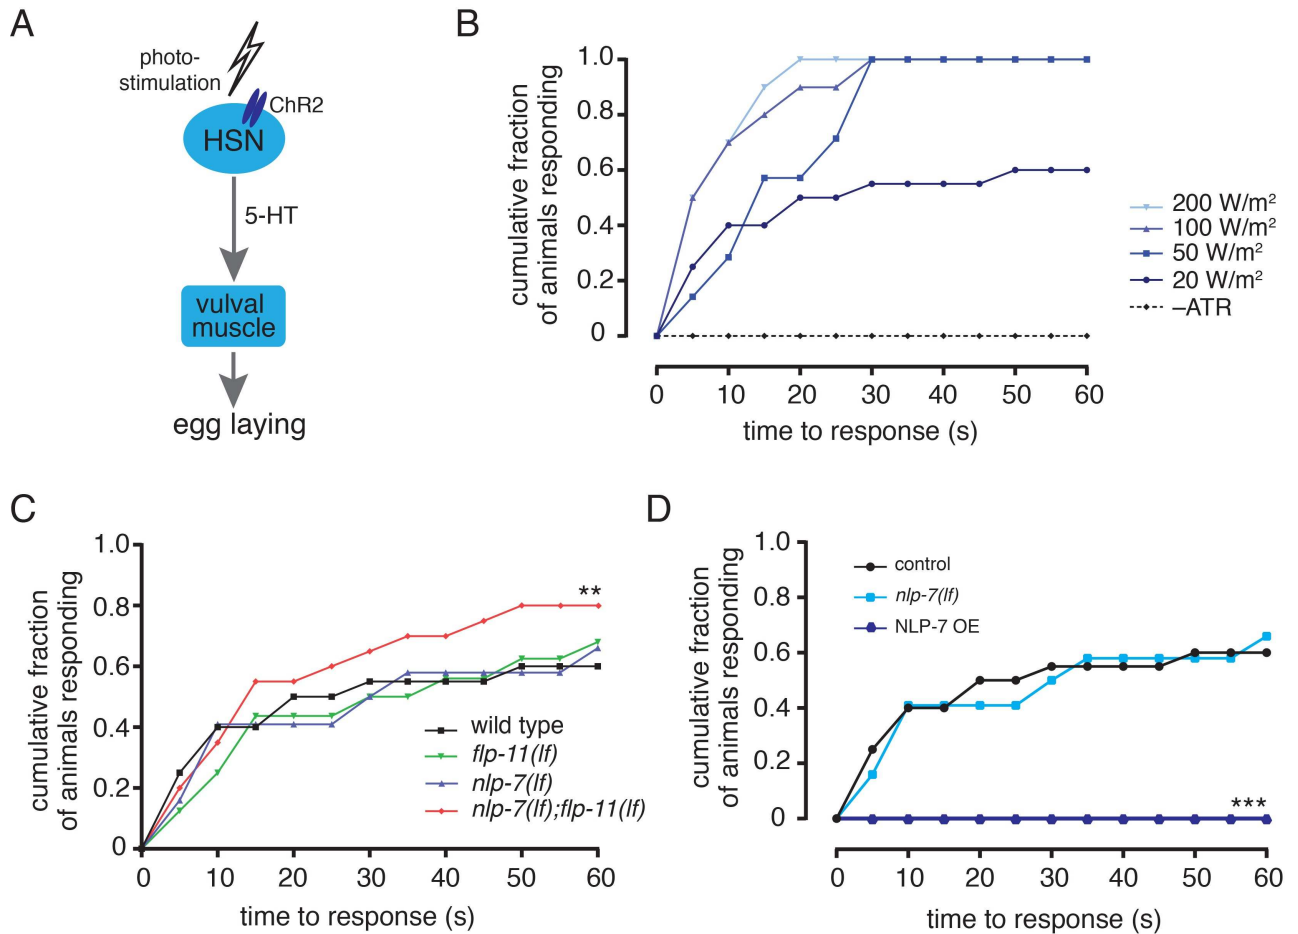 A
photo-
stimulation
ChR2
HSN
5-HT
vulval
muscle
egg laying
B
cumulative fraction
of animals responding
1.0
0.8
0.6
0.4
0.2
0
0 10 20 30 40 50 60
time to response (s)
200 W/m²
100 W/m²
50 W/m²
20 W/m²
–ATR
C
cumulative fraction
of animals responding
1.0
0.8
0.6
0.4
0.2
0
**
wild type
flp-11(lf)
nlp-7(lf)
nlp-7(lf);flp-11(lf)
0 10 20 30 40 50 60
time to response (s)
D
cumulative fraction
of animals responding
1.0
0.8
0.6
0.4
0.2
0
control
nlp-7(lf)
NLP-7 OE
***
0 10 20 30 40 50 60
time to response (s)